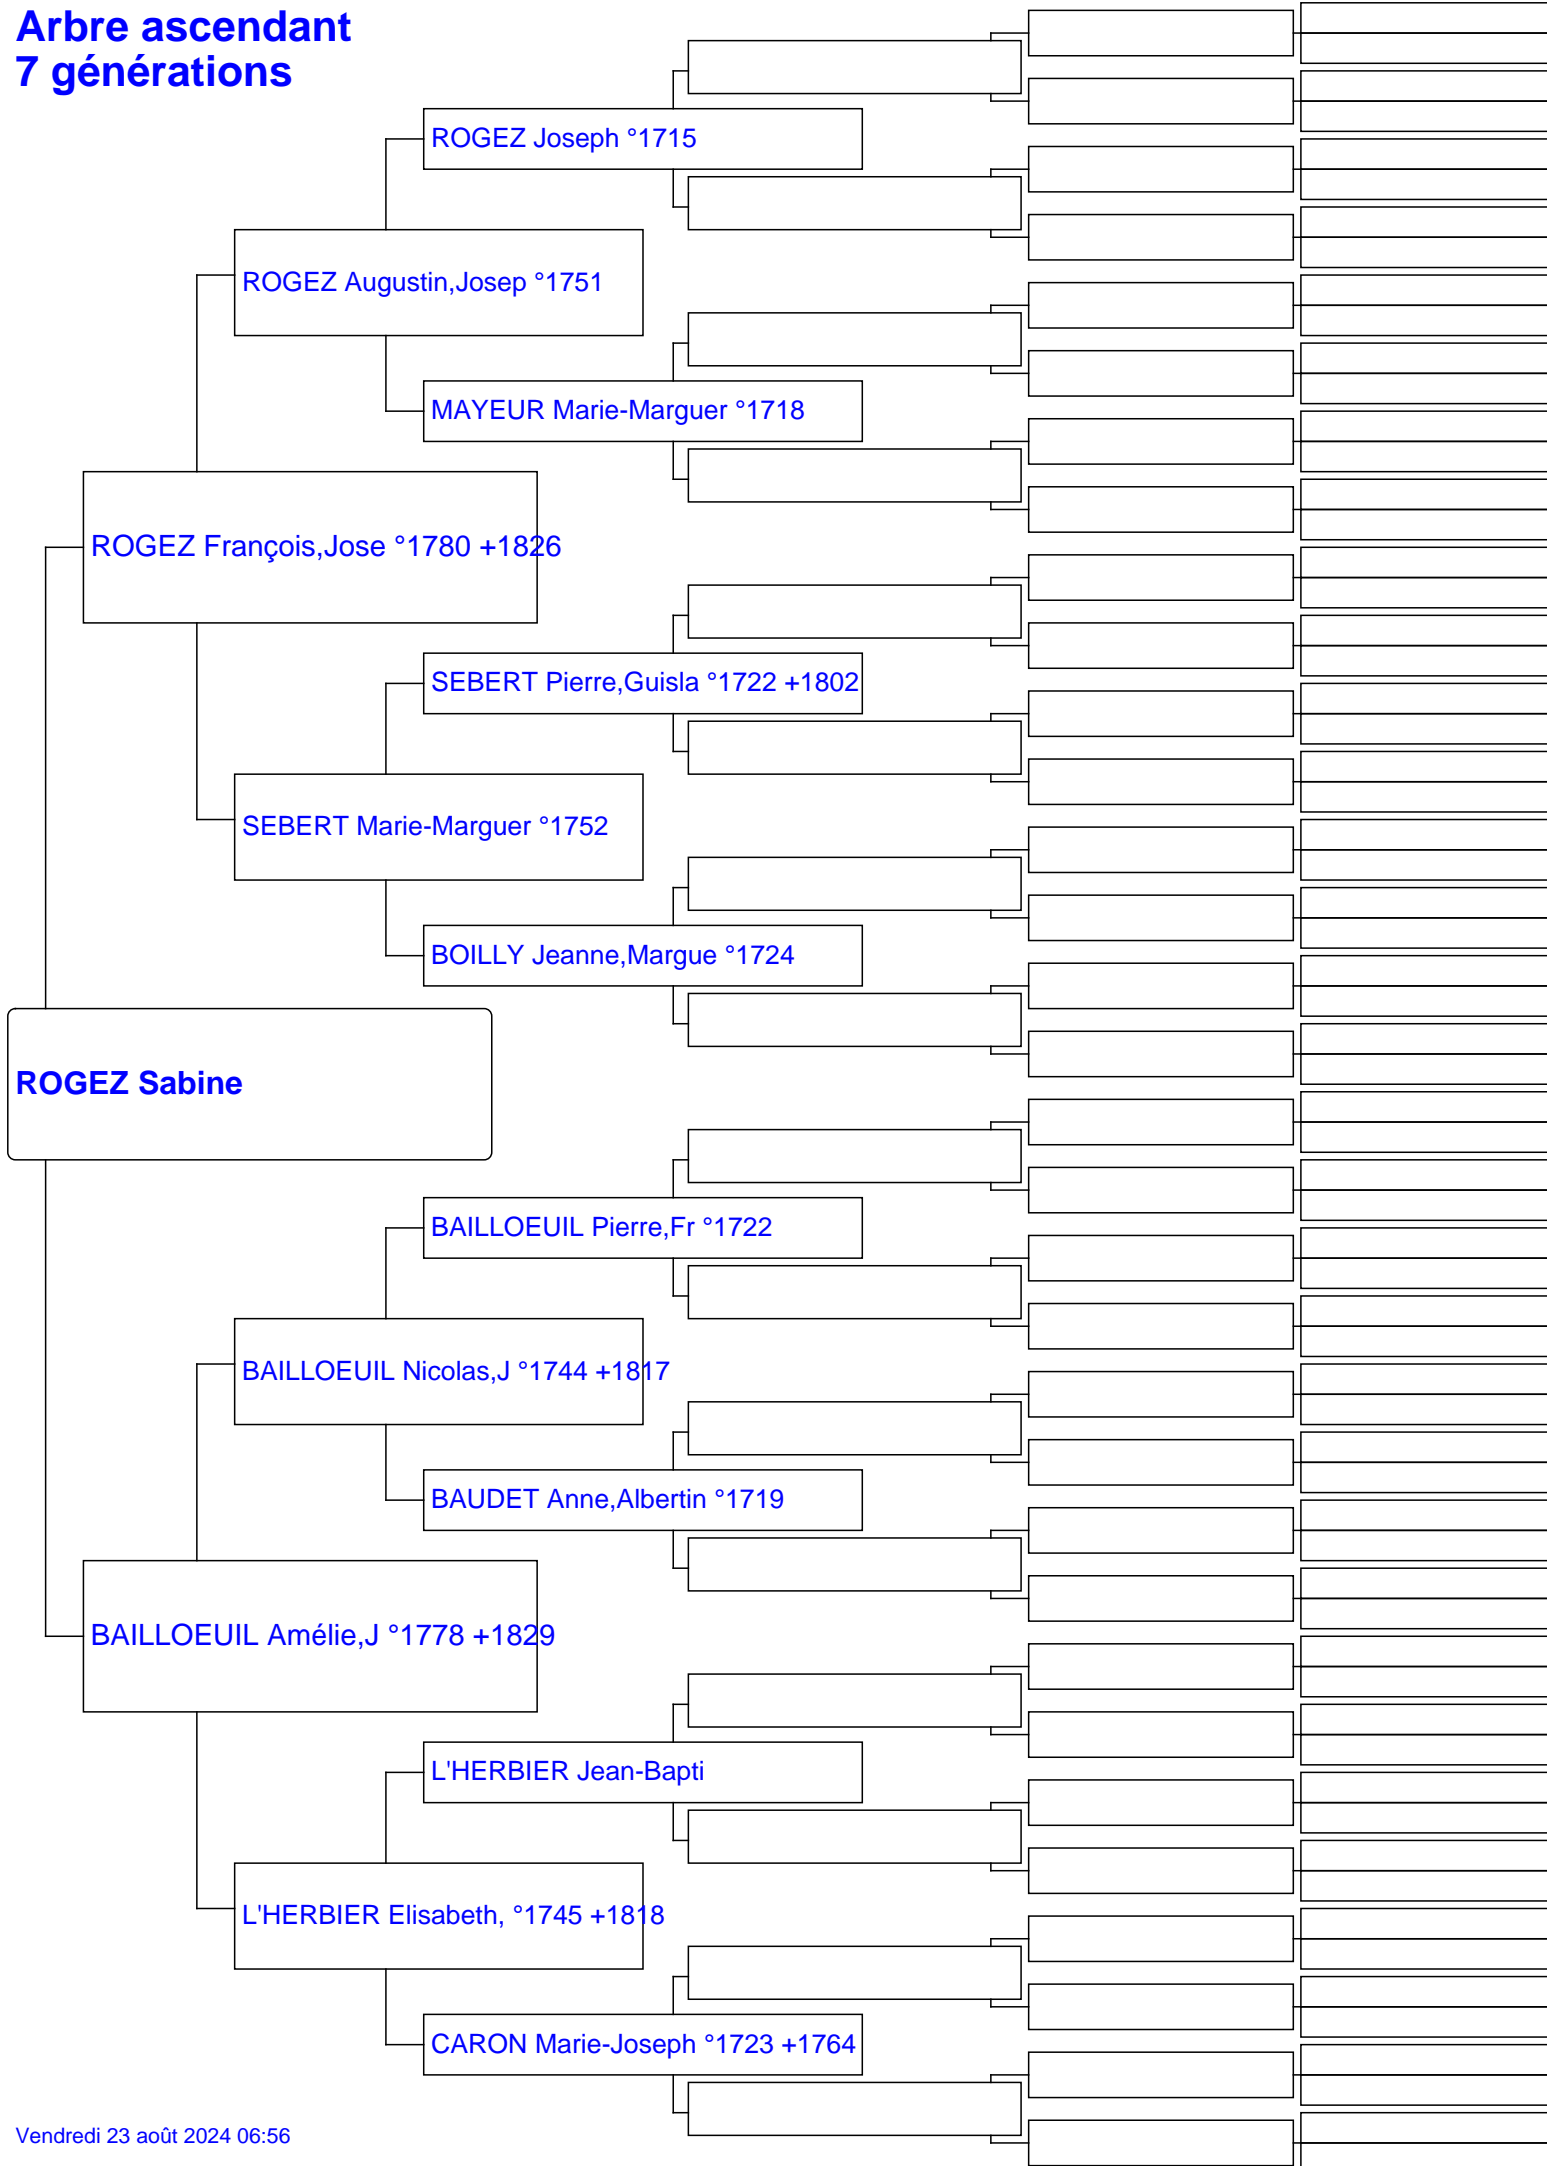 Arbre ascendant
7 générations
ROGEZ Joseph °1715
ROGEZ Augustin,Josep °1751
MAYEUR Marie-Marguer °1718
ROGEZ François,Jose °1780 +1826
SEBERT Pierre,Guisla °1722 +1802
SEBERT Marie-Marguer °1752
BOILLY Jeanne,Margue °1724
ROGEZ Sabine
BAILLOEUIL Pierre,Fr °1722
BAILLOEUIL Nicolas,J °1744 +1817
BAUDET Anne,Albertin °1719
BAILLOEUIL Amélie,J °1778 +1829
L'HERBIER Jean-Bapti
L'HERBIER Elisabeth, °1745 +1818
CARON Marie-Joseph °1723 +1764
Vendredi 23 août 2024 06:56